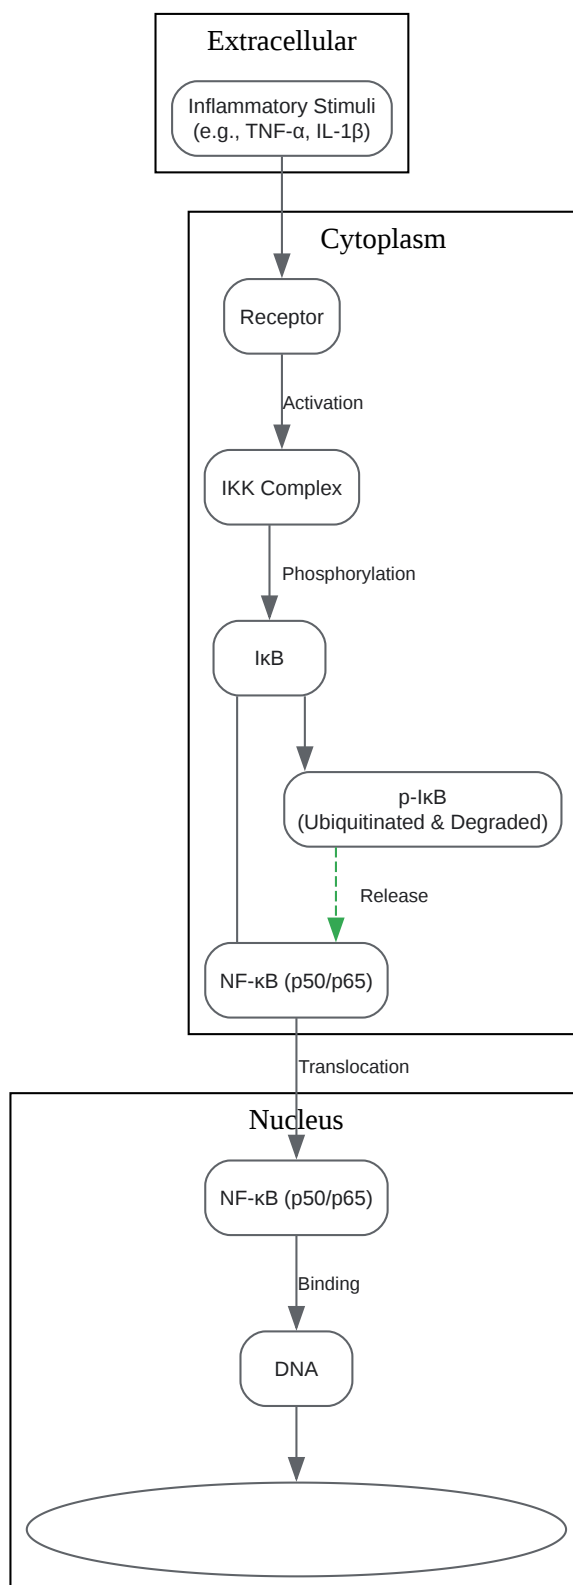 Extracellular
Inflammatory Stimuli
(e.g., TNF-α, IL-1β)
Cytoplasm
Receptor
Activation
IKK Complex
Phosphorylation
IκB
p-IκB
(Ubiquitinated & Degraded)
Release
NF-κB (p50/p65)
Translocation
Nucleus
NF-κB (p50/p65)
Binding
DNA